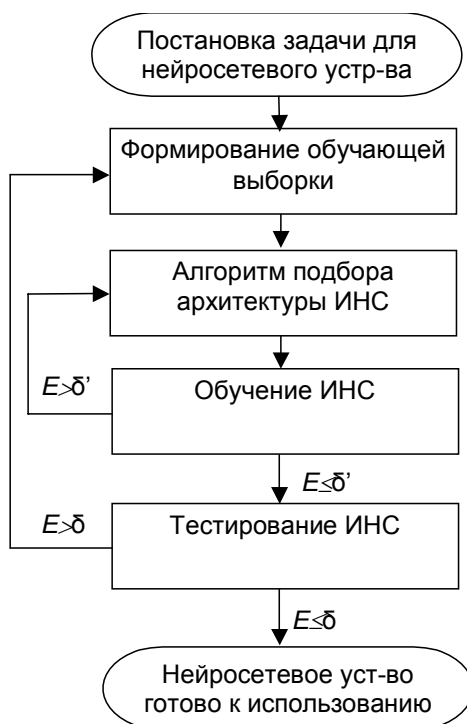 Постановка задачи для
нейросетевого устр-ва
Формирование обучающей
выборки
Алгоритм подбора
архитектуры ИНС
E>δ’
Обучение ИНС
E≤δ’
E>δ
Тестирование ИНС
E≤δ
Нейросетевое уст-во
готово к использованию